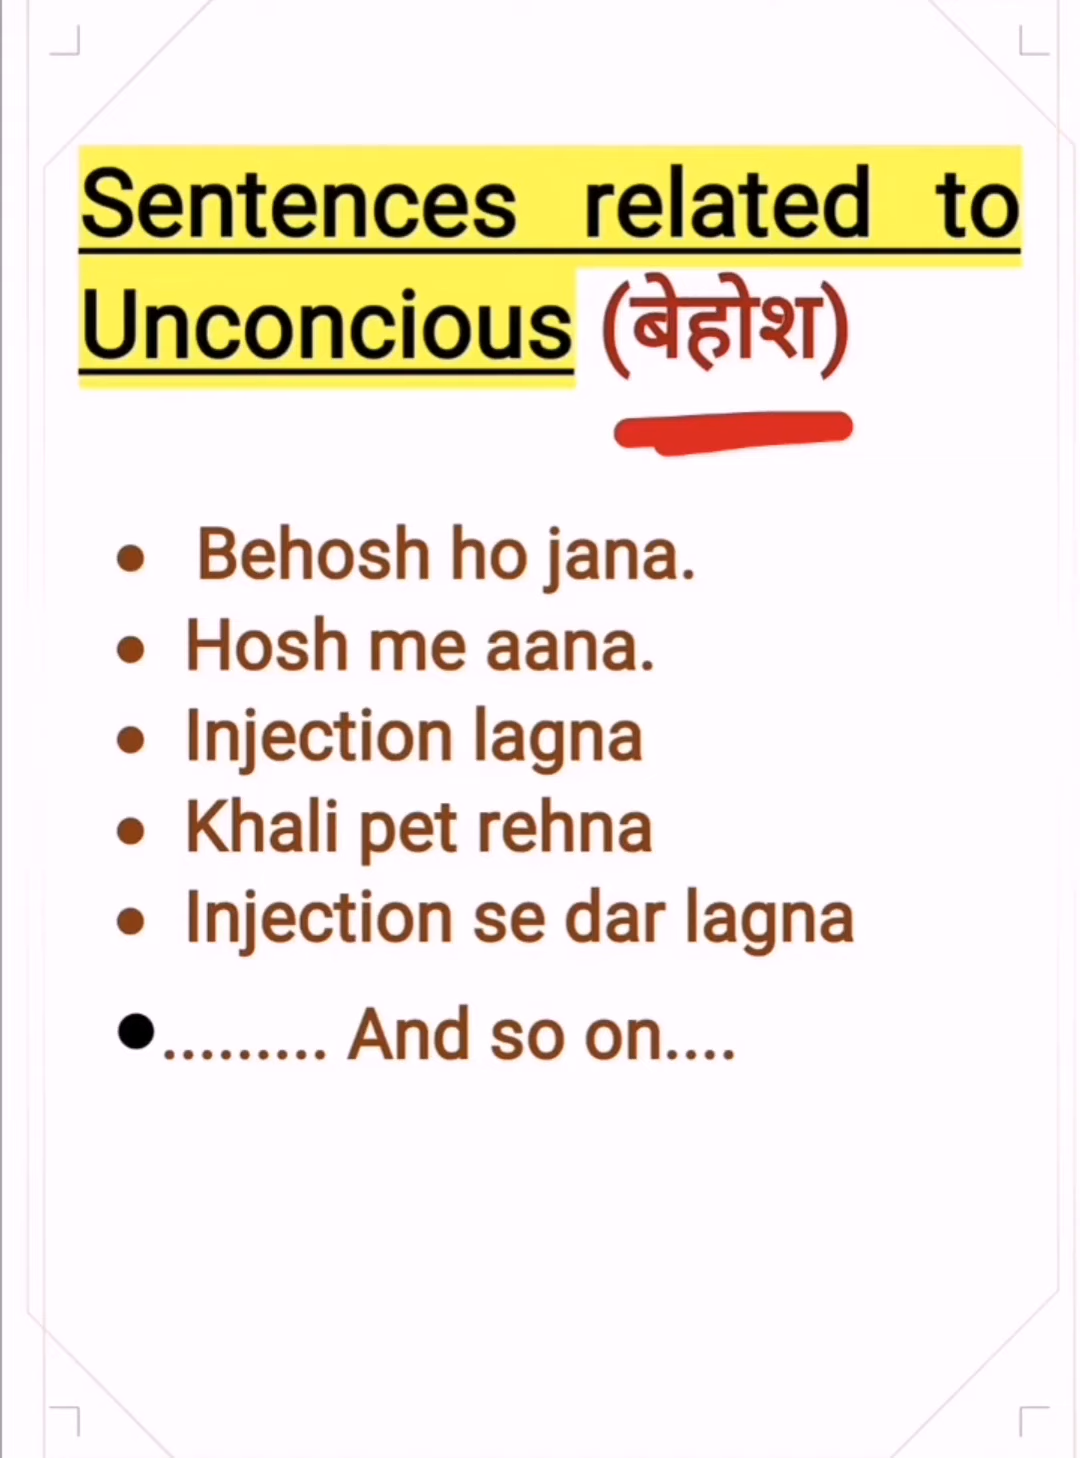 Sentences related to
Unconcious (बेहोश)
● Behosh ho jana.
● Hosh me aana.
● Injection lagna
● Khali pet rehna
● Injection se dar lagna
●......... And so on....